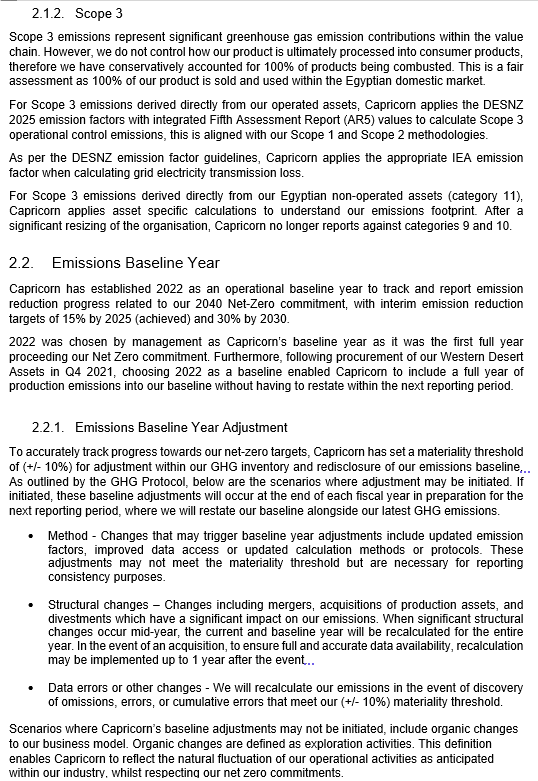 2.1.2. Scope 3
Scope 3 emissions represent significant greenhouse gas emission contributions within the value
chain. However, we do not control how our product is ultimately processed into consumer products,
therefore we have conservatively accounted for 100% of products being combusted. This is a fair
assessment as 100% of our product is sold and used within the Egyptian domestic market.
For Scope 3 emissions derived directly from our operated assets, Capricorn applies the DESNZ
2025 emission factors with integrated Fifth Assessment Report (AR5) values to calculate Scope 3
operational control emissions, this is aligned with our Scope 1 and Scope 2 methodologies.
As per the DESNZ emission factor guidelines, Capricorn applies the appropriate IEA emission
factor when calculating grid electricity transmission loss.
For Scope 3 emissions derived directly from our Egyptian non-operated assets (category 11),
Capricorn applies asset specific calculations to understand our emissions footprint. After a
significant resizing of the organisation, Capricorn no longer reports against categories 9 and 10.
2.2. Emissions Baseline Year
Capricorn has established 2022 as an operational baseline year to track and report emission
reduction progress related to our 2040 Net-Zero commitment, with interim emission reduction
targets of 15% by 2025 (achieved) and 30% by 2030.
2022 was chosen by management as Capricorn's baseline year as it was the first full year
proceeding our Net Zero commitment. Furthermore, following procurement of our Western Desert
Assets in Q4 2021, choosing 2022 as a baseline enabled Capricorn to include a full year of
production emissions into our baseline without having to restate within the next reporting period.
2.2.1. Emissions Baseline Year Adjustment
To accurately track progress towards our net-zero targets, Capricorn has set a materiality threshold
of (+/- 10%) for adjustment within our GHG inventory and redisclosure of our emissions baseline...
As outlined by the GHG Protocol, below are the scenarios where adjustment may be initiated. If
initiated, these baseline adjustments will occur at the end of each fiscal year in preparation for the
next reporting period, where we will restate our baseline alongside our latest GHG emissions.
• Method - Changes that may trigger baseline year adjustments include updated emission
factors, improved data access or updated calculation methods or protocols. These
adjustments may not meet the materiality threshold but are necessary for reporting
consistency purposes.
• Structural changes – Changes including mergers, acquisitions of production assets, and
divestments which have a significant impact on our emissions. When significant structural
changes occur mid-year, the current and baseline year will be recalculated for the entire
year. In the event of an acquisition, to ensure full and accurate data availability, recalculation
may be implemented up to 1 year after the event...
• Data errors or other changes - We will recalculate our emissions in the event of discovery
of omissions, errors, or cumulative errors that meet our (+/- 10%) materiality threshold.
Scenarios where Capricorn's baseline adjustments may not be initiated, include organic changes
to our business model. Organic changes are defined as exploration activities. This definition
enables Capricorn to reflect the natural fluctuation of our operational activities as anticipated
within our industry, whilst respecting our net zero commitments.